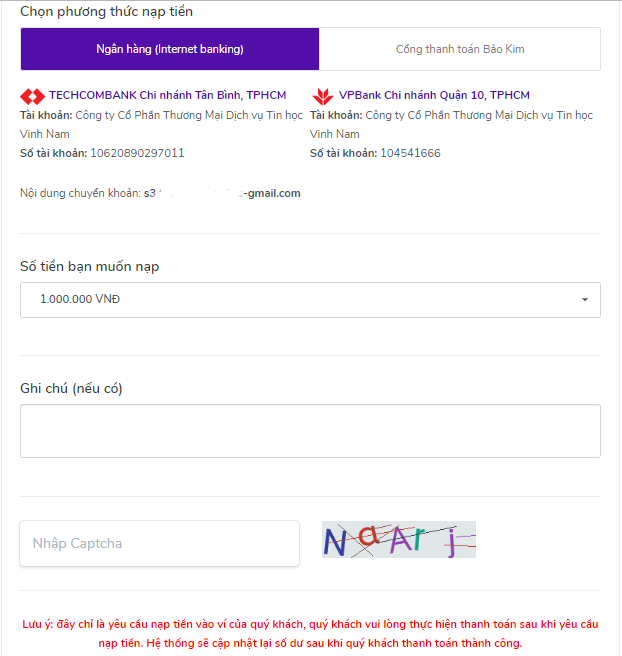 Chọn phương thức nạp tiền
Ngân hàng (Internet banking)
Cổng thanh toán Bảo Kim
TECHCOMBANK Chi nhánh Tân Bình, TPHCM
Tài khoản: Công ty Cổ Phần Thương Mại Dịch vụ Tin học
Vinh Nam
Số tài khoản: 10620890297011
VPBank Chi nhánh Quận 10, TPHCM
Tài khoản: Công ty Cổ Phần Thương Mại Dịch vụ Tin học
Vinh Nam
Số tài khoản: 104541666
Nội dung chuyển khoản: s3 -gmail.com
Số tiền bạn muốn nạp
1.000.000 VNĐ
Ghi chú (nếu có)
Nhập Captcha
N a A r j
Lưu ý: đây chỉ là yêu cầu nạp tiền vào ví của quý khách, quý khách vui lòng thực hiện thanh toán sau khi yêu cầu
nạp tiền. Hệ thống sẽ cập nhật lại số dư sau khi quý khách thanh toán thành công.